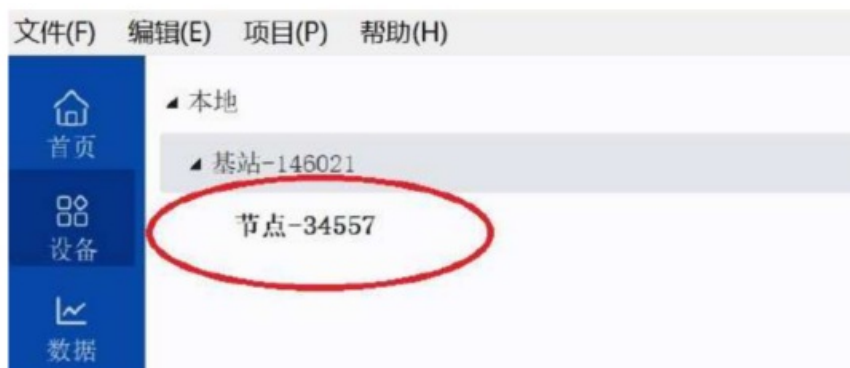 文件(F) 编辑(E) 项目(P) 帮助(H)
首页
设备
数据
本地
基站-146021
节点-34557